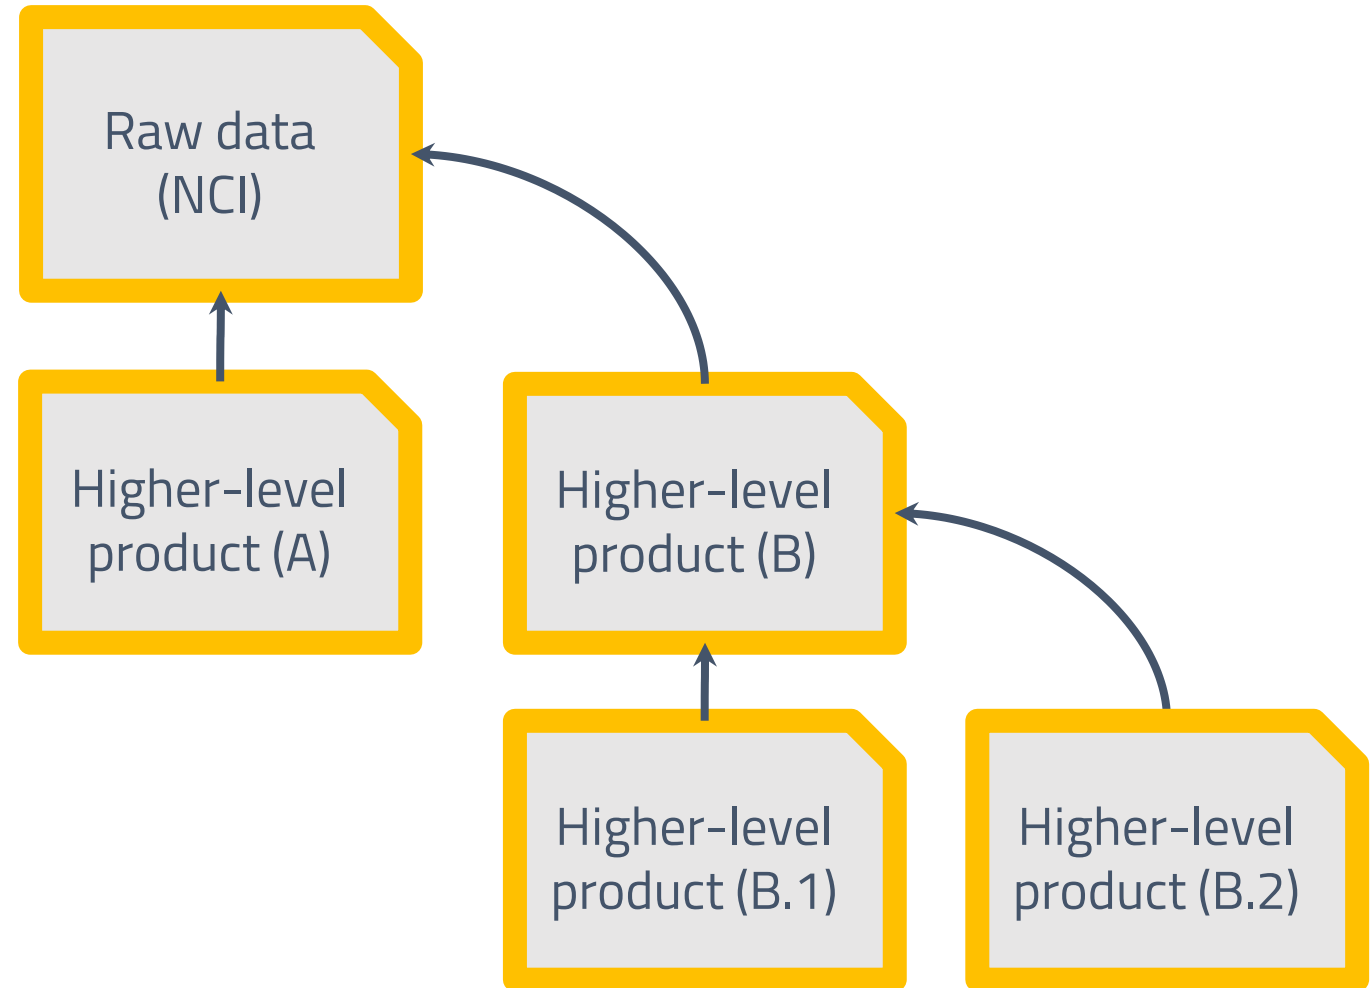 Raw data
(NCI)
Higher-level
product (A)
Higher-level
product (B)
Higher-level
product (B.1)
Higher-level
product (B.2)